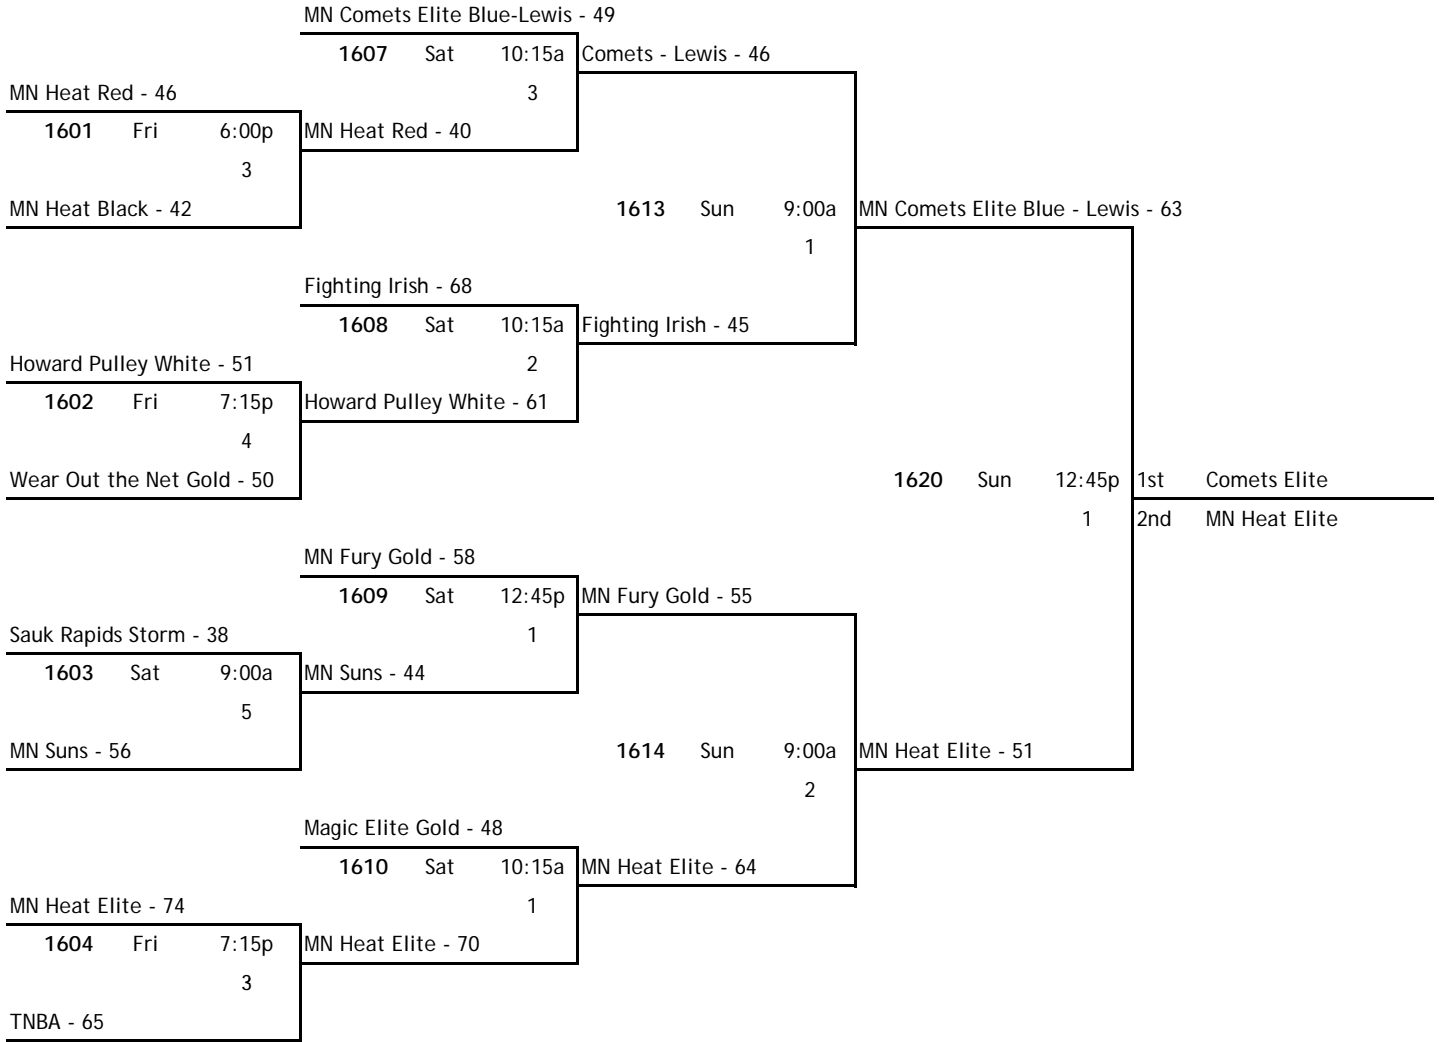 MN Comets Elite Blue-Lewis - 49
1607 Sat 10:15a Comets - Lewis - 46
MN Heat Red - 46 3
1601 Fri 6:00p MN Heat Red - 40
3
MN Heat Black - 42 1613 Sun 9:00a MN Comets Elite Blue - Lewis - 63
1
Fighting Irish - 68
1608 Sat 10:15a Fighting Irish - 45
Howard Pulley White - 51 2
1602 Fri 7:15p Howard Pulley White - 61
4
Wear Out the Net Gold - 50 1620 Sun 12:45p 1st Comets Elite
1 2nd MN Heat Elite
MN Fury Gold - 58
1609 Sat 12:45p MN Fury Gold - 55
Sauk Rapids Storm - 38 1
1603 Sat 9:00a MN Suns - 44
5
MN Suns - 56 1614 Sun 9:00a MN Heat Elite - 51
2
Magic Elite Gold - 48
1610 Sat 10:15a MN Heat Elite - 64
MN Heat Elite - 74 1
1604 Fri 7:15p MN Heat Elite - 70
3
TNBA - 65